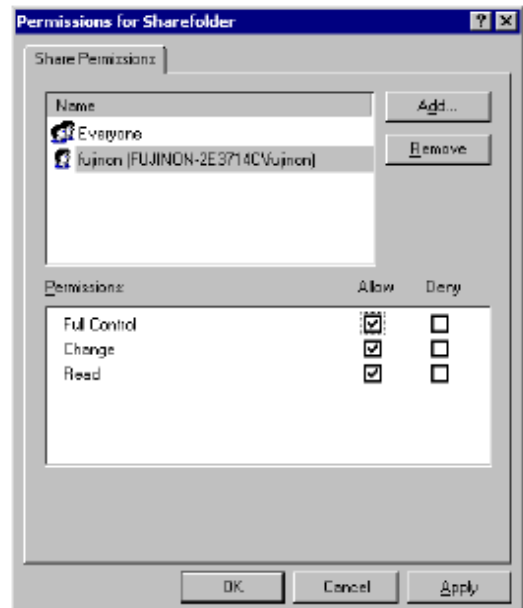 Permissions for Sharefolder
Share Permissions
Name
Add...
Everyone
Remove
fujinon (FUJINON-2E3714C\fujinon)
Permissions: Allow Deny
Full Control
Change
Read
OK Cancel Apply